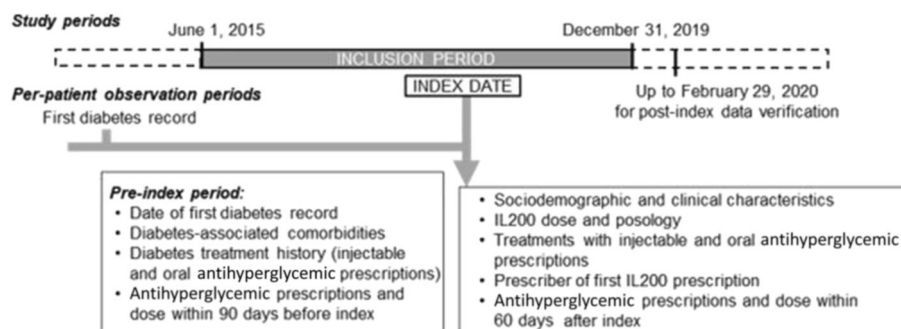 Study periods
June 1, 2015
December 31, 2019
INCLUSION PERIOD
INDEX DATE
Up to February 29, 2020
for post-index data verification
Per-patient observation periods
First diabetes record
Pre-index period:
• Date of first diabetes record
• Diabetes-associated comorbidities
• Diabetes treatment history (injectable
and oral antihyperglycemic prescriptions)
• Antihyperglycemic prescriptions and
dose within 90 days before index
• Sociodemographic and clinical characteristics
• IL200 dose and posology
• Treatments with injectable and oral antihyperglycemic
prescriptions
• Prescriber of first IL200 prescription
• Antihyperglycemic prescriptions and dose within
60 days after index